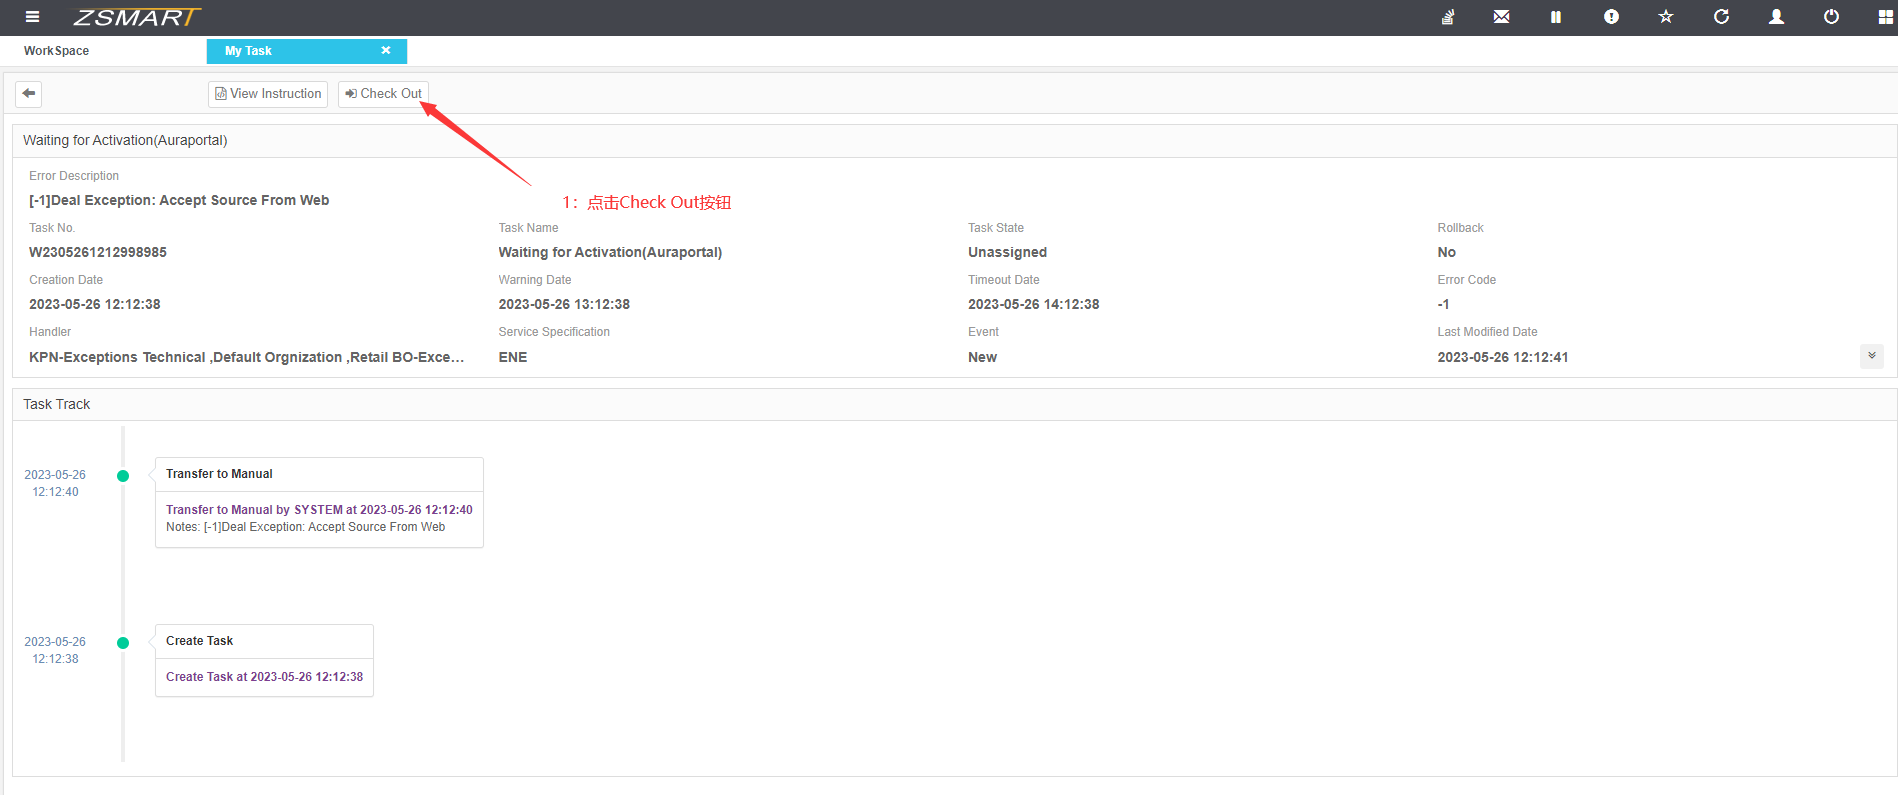 ZSMART
WorkSpace
My Task
View Instruction
Check Out
Waiting for Activation(Auraportal)
Error Description
[-1]Deal Exception: Accept Source From Web
1：点击Check Out按钮
Task No.
Task Name
Task State
Rollback
W2305261212998985
Waiting for Activation(Auraportal)
Unassigned
No
Creation Date
Warning Date
Timeout Date
Error Code
2023-05-26 12:12:38
2023-05-26 13:12:38
2023-05-26 14:12:38
-1
Handler
Service Specification
Event
Last Modified Date
KPN-Exceptions Technical ,Default Orgnization ,Retail BO-Exce...
ENE
New
2023-05-26 12:12:41
Task Track
2023-05-26
12:12:40
Transfer to Manual
Transfer to Manual by SYSTEM at 2023-05-26 12:12:40
Notes: [-1]Deal Exception: Accept Source From Web
2023-05-26
12:12:38
Create Task
Create Task at 2023-05-26 12:12:38